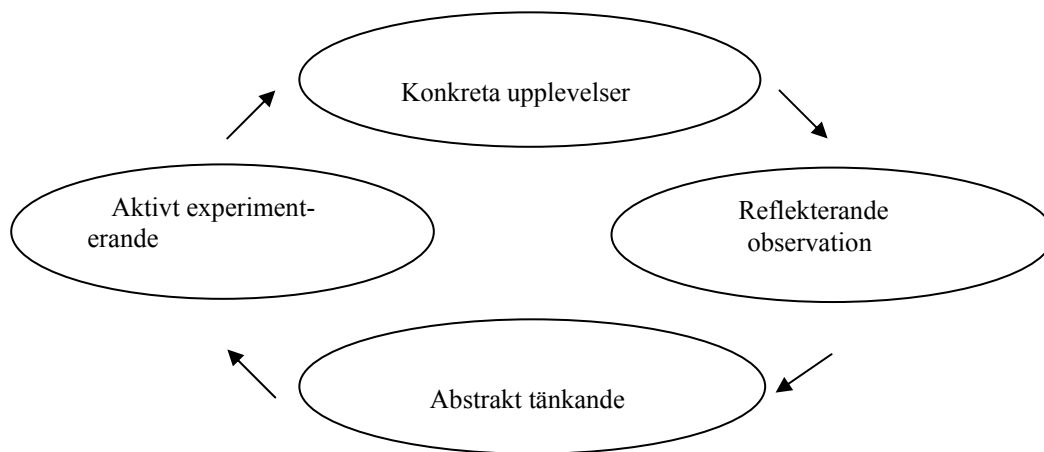 Konkreta upplevelser
Aktivt experiment-
erande
Reflekterande
observation
Abstrakt tänkande